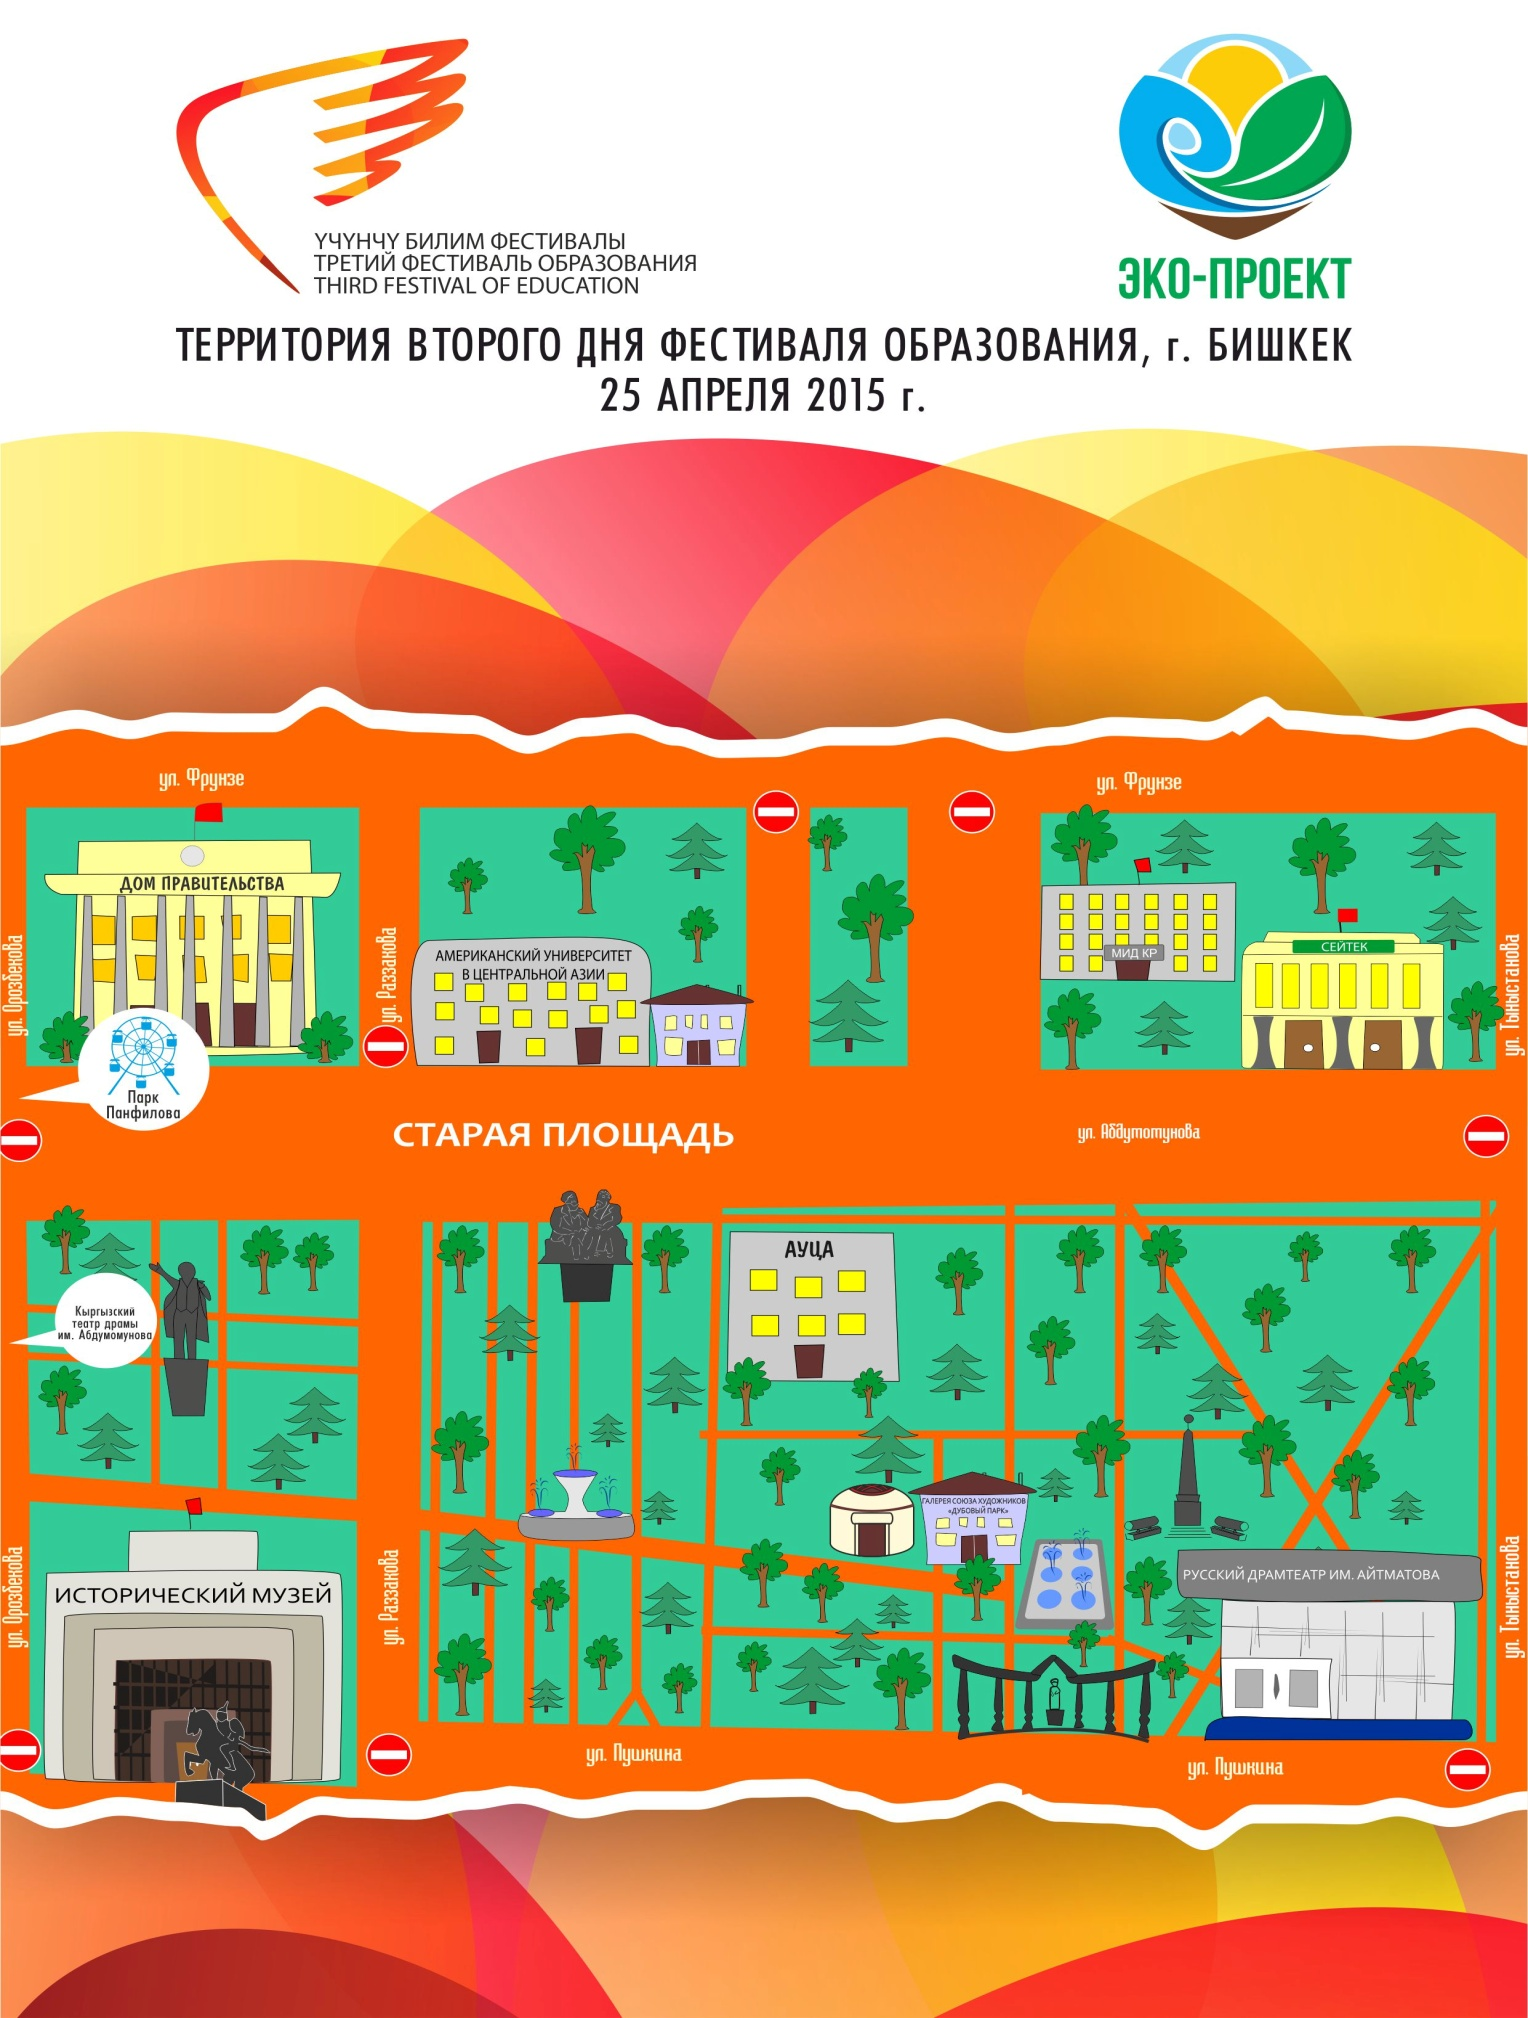 ҮЧҮНЧҮ БИЛИМ ФЕСТИВАЛЫ
ТРЕТИЙ ФЕСТИВАЛЬ ОБРАЗОВАНИЯ
THIRD FESTIVAL OF EDUCATION
ЭКО-ПРОЕКТ
ТЕРРИТОРИЯ ВТОРОГО ДНЯ ФЕСТИВАЛЯ ОБРАЗОВАНИЯ, г. БИШКЕК
25 АПРЕЛЯ 2015 г.
ул. Фрунзе
ул. Фрунзе
ДОМ ПРАВИТЕЛЬСТВА
ул. Орозбекова
ул. Раззакова
АМЕРИКАНСКИЙ УНИВЕРСИТЕТ
В ЦЕНТРАЛЬНОЙ АЗИИ
МИД КР
СЕЙТЕК
ул. Тыныстанова
Парк
Панфилова
СТАРАЯ ПЛОЩАДЬ
ул. Абдумомунова
АУЦА
Кыргызский
театр драмы
им. Абдумомунова
ГАЛЕРЕЯ СОЮЗА ХУДОЖНИКОВ
«ДУБОВЫЙ ПАРК»
ул. Орозбекова
ИСТОРИЧЕСКИЙ МУЗЕЙ
ул. Раззакова
РУССКИЙ ДРАМТЕАТР ИМ. АЙТМАТОВА
ул. Тыныстанова
ул. Пушкина
ул. Пушкина